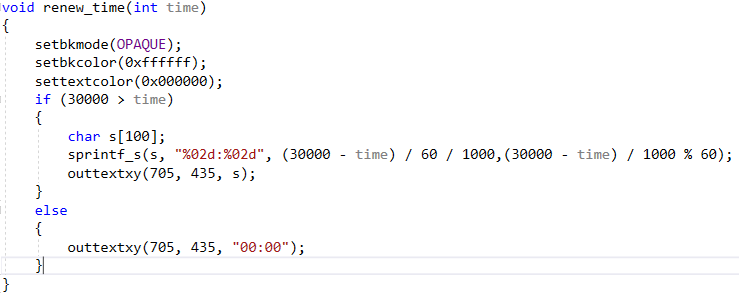 void renew_time(int time)
{
    setbkmode(OPAQUE);
    setbkcolor(0xffffff);
    settextcolor(0x000000);
    if (30000 > time)
    {
        char s[100];
        sprintf_s(s, "%02d:%02d", (30000 - time) / 60 / 1000,(30000 - time) / 1000 % 60);
        outtextxy(705, 435, s);
    }
    else
    {
        outtextxy(705, 435, "00:00");
    }
}